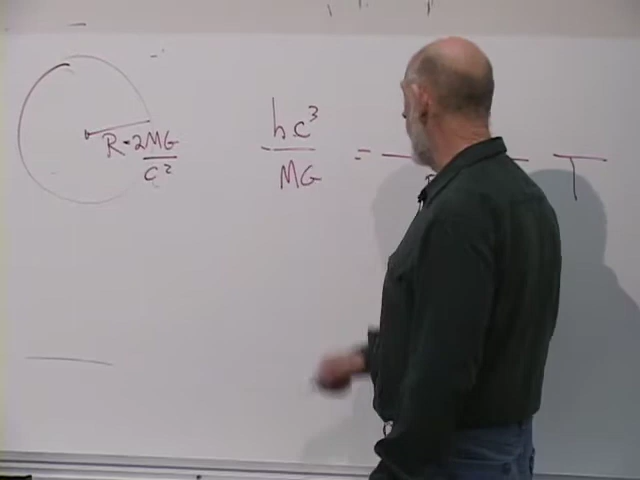 R = 2MG/c²
hc³/MG = T